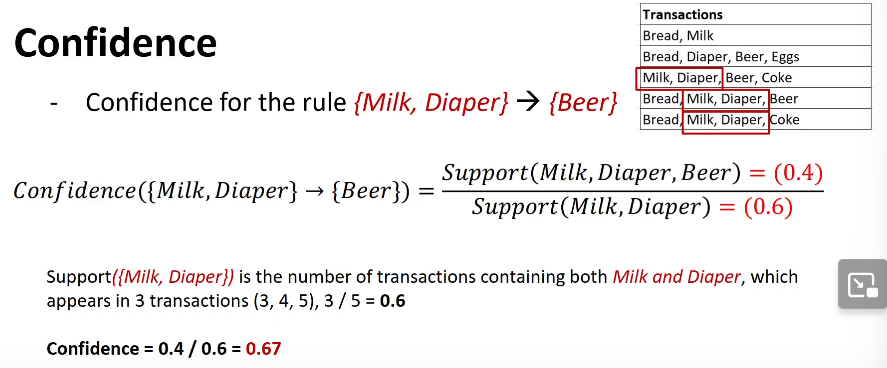 Confidence
- Confidence for the rule {Milk, Diaper} → {Beer}
Transactions
Bread, Milk
Bread, Diaper, Beer, Eggs
Milk, Diaper, Beer, Coke
Bread, Milk, Diaper, Beer
Bread, Milk, Diaper, Coke
Confidence({Milk, Diaper} → {Beer}) = Support(Milk, Diaper, Beer) = (0.4)
Support(Milk, Diaper) = (0.6)
Support({Milk, Diaper}) is the number of transactions containing both Milk and Diaper, which
appears in 3 transactions (3, 4, 5), 3 / 5 = 0.6
Confidence = 0.4 / 0.6 = 0.67